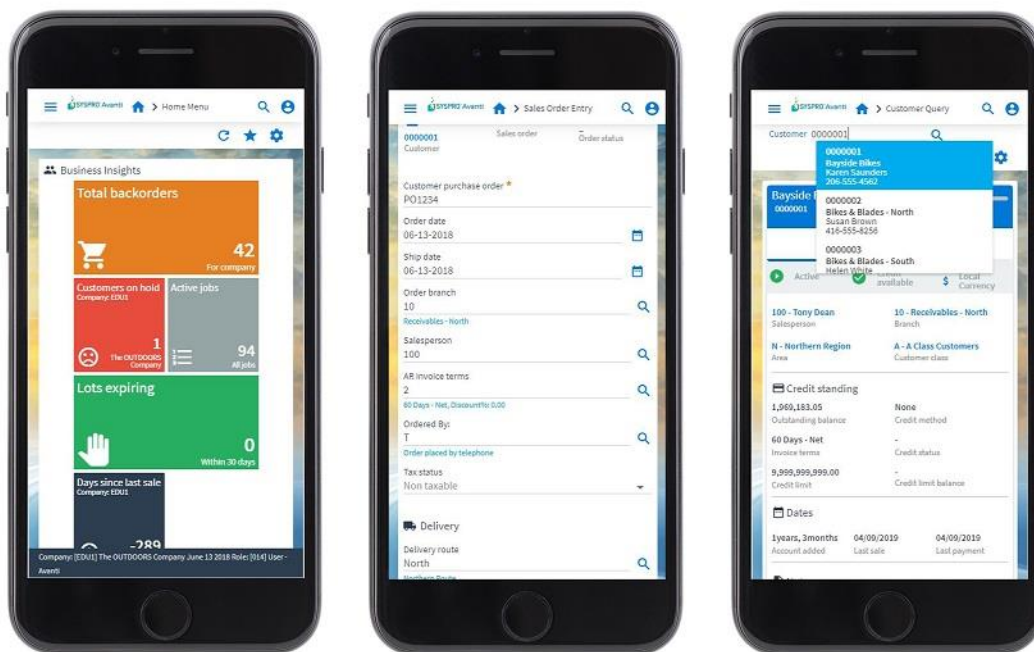 SYSPRO Avanti
Home Menu
Business Insights
Total backorders
42
For company
Customers on hold
Company: EDU1
1
The OUTDOORS
Company
Active jobs
94
All jobs
Lots expiring
0
Within 30 days
Days since last sale
Company: EDU1
-289
Company: [EDU1] The OUTDOORS Company June 13 2018 Role: [014] User -
Avanti
SYSPRO Avanti
Sales Order Entry
0000001
Customer
Sales order
-
Order status
Customer purchase order *
PO1234
Order date
06-13-2018
Ship date
06-13-2018
Order branch
10
Receivables - North
Salesperson
100
AR invoice terms
2
60 Days - Net, Discount%: 0.00
Ordered By:
T
Order placed by telephone
Tax status
Non taxable
Delivery
Delivery route
North
Northern Route
SYSPRO Avanti
Customer Query
Customer 0000001
0000001
Bayside Bikes
Karen Saunders
206-555-4562
0000002
Bikes & Blades - North
Susan Brown
416-555-8256
0000003
Bikes & Blades - South
Helen White
Bayside
0000001
Active
Credit
available
$ Local
Currency
100 - Tony Dean
Salesperson
10 - Receivables - North
Branch
N - Northern Region
Area
A - A Class Customers
Customer class
Credit standing
1,969,183.05
Outstanding balance
None
Credit method
60 Days - Net
Invoice terms
-
Credit status
9,999,999,999.00
Credit limit
-
Credit limit balance
Dates
1years, 3months
Account added
04/09/2019
Last sale
04/09/2019
Last payment